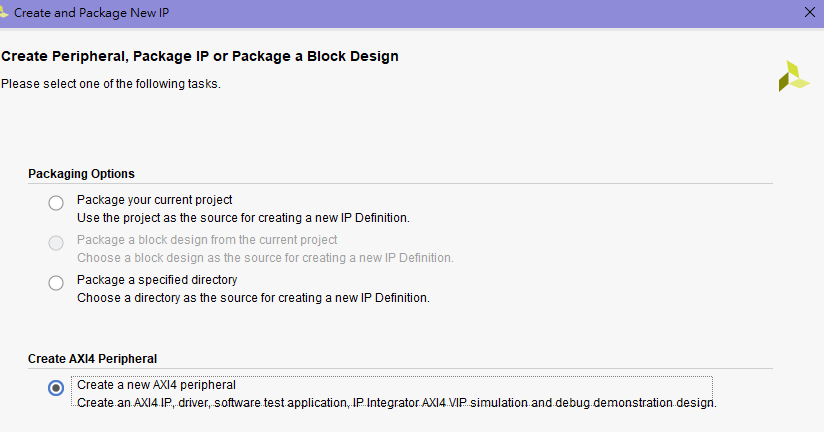 Create and Package New IP
Create Peripheral, Package IP or Package a Block Design
Please select one of the following tasks.
Packaging Options
Package your current project
Use the project as the source for creating a new IP Definition.
Package a block design from the current project
Choose a block design as the source for creating a new IP Definition.
Package a specified directory
Choose a directory as the source for creating a new IP Definition.
Create AXI4 Peripheral
Create a new AXI4 peripheral
Create an AXI4 IP, driver, software test application, IP Integrator AXI4 VIP simulation and debug demonstration design.